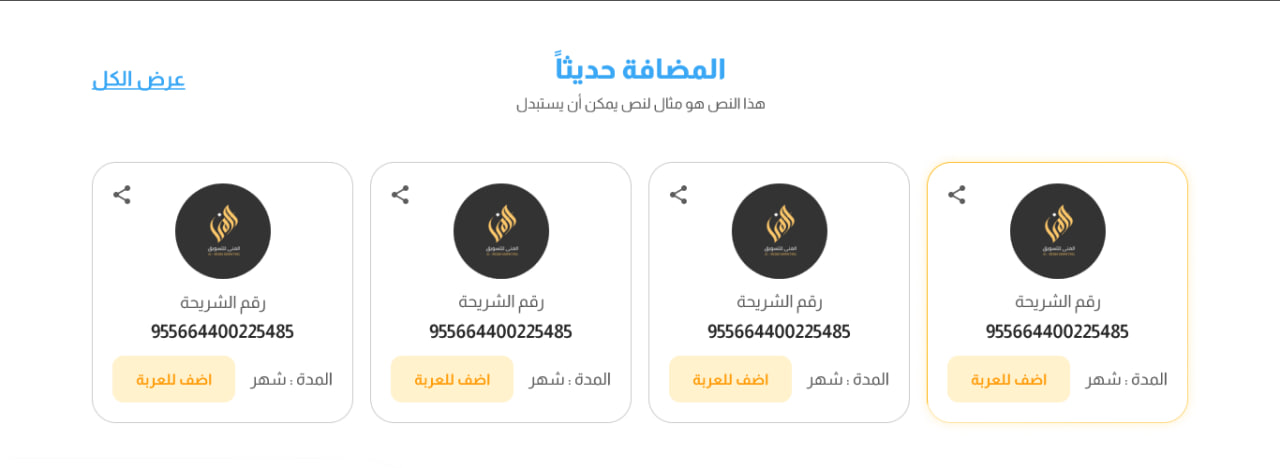 المضافة حديثاً
هذا النص هو مثال لنص يمكن أن يستبدل
عرض الكل
رقم الشريحة
955664400225485
المدة : شهر
اضف للعربة
رقم الشريحة
955664400225485
المدة : شهر
اضف للعربة
رقم الشريحة
955664400225485
المدة : شهر
اضف للعربة
رقم الشريحة
955664400225485
المدة : شهر
اضف للعربة